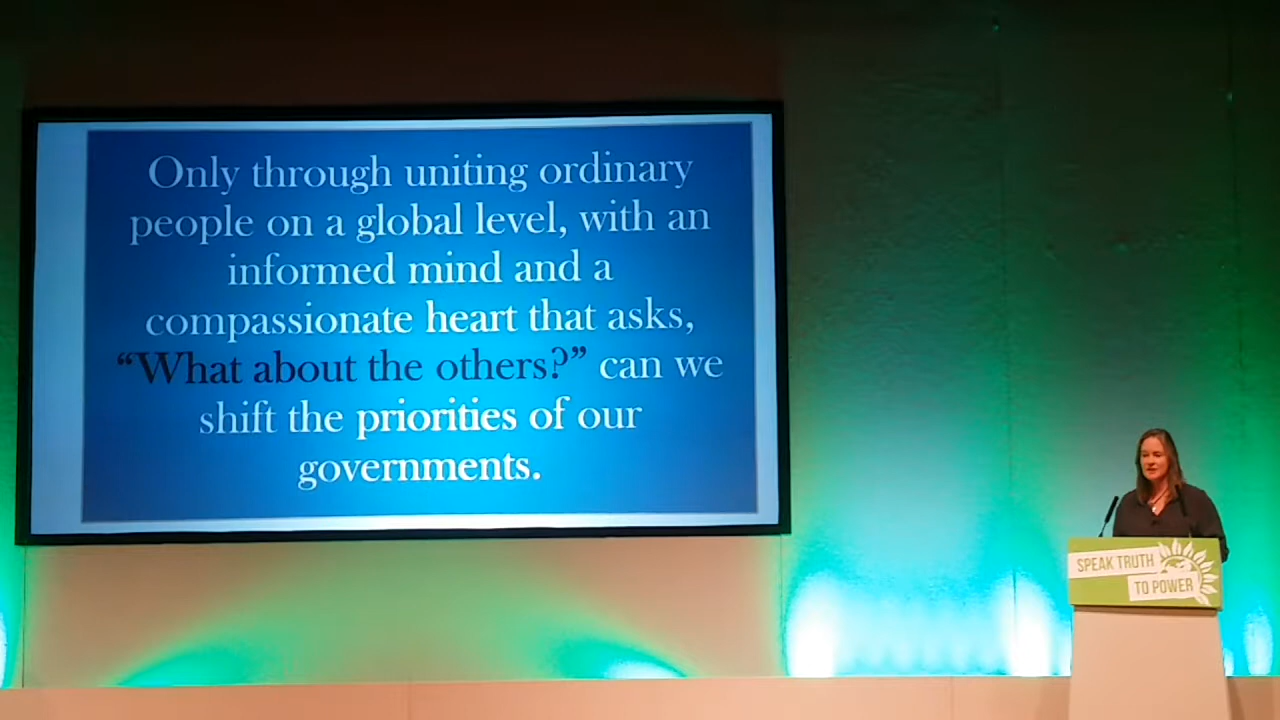 Only through uniting ordinary
people on a global level, with an
informed mind and a
compassionate heart that asks,
“What about the others?” can we
shift the priorities of our
governments.
SPEAK TRUTH
TO POWER